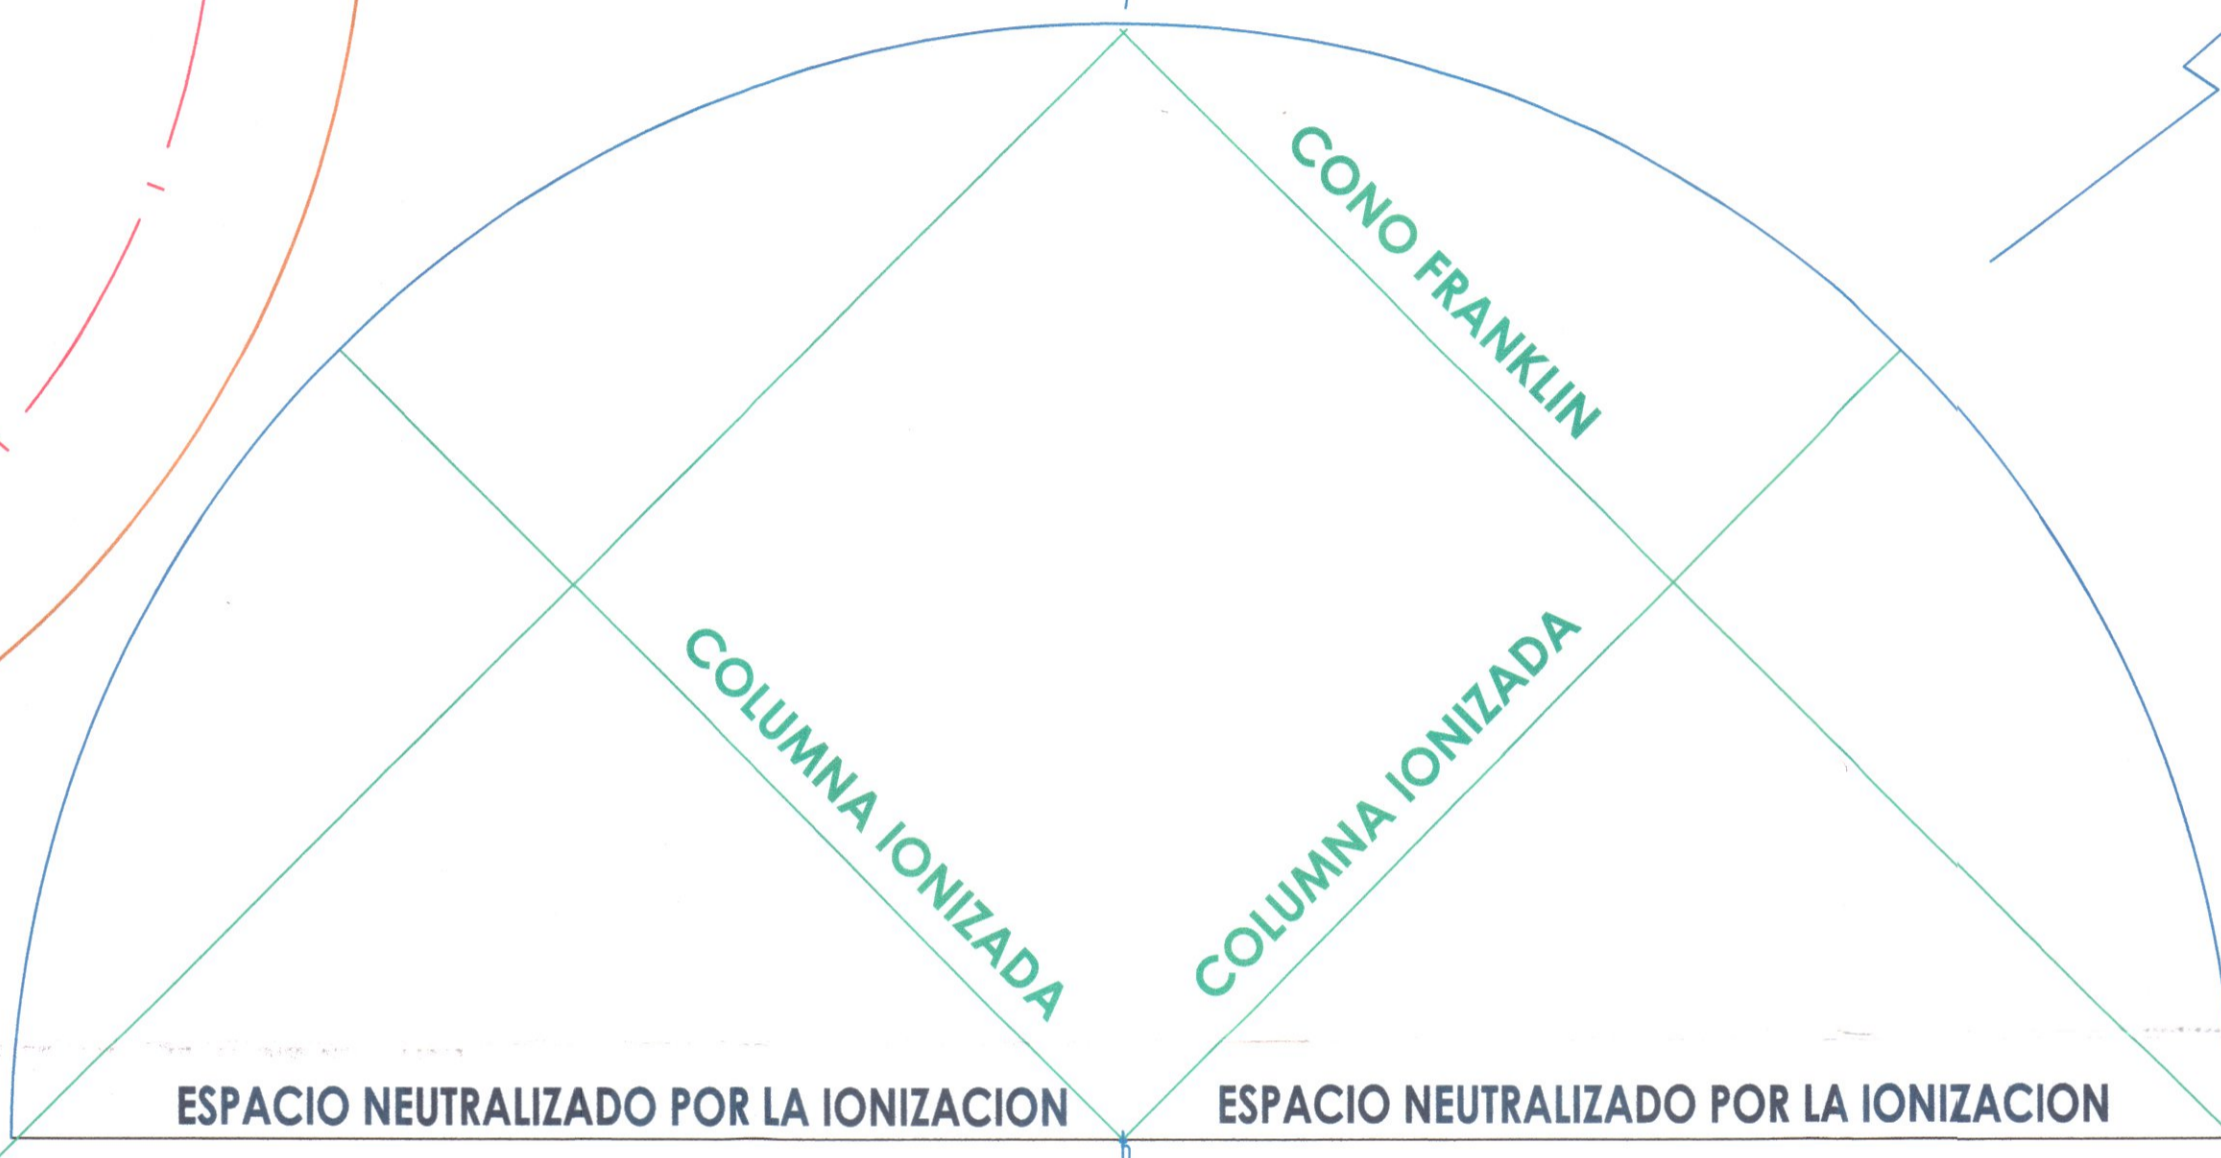 CONO FRANKLIN
COLUMNA IONIZADA
COLUMNA IONIZADA
ESPACIO NEUTRALIZADO POR LA IONIZACION
ESPACIO NEUTRALIZADO POR LA IONIZACION